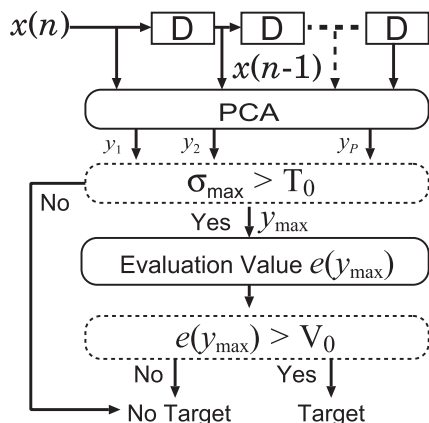 x(n) D D D
x(n-1)
PCA
y1 y2 yP
σmax > T0
No
Yes ymax
Evaluation Value e(ymax)
e(ymax) > V0
No Yes
No Target Target